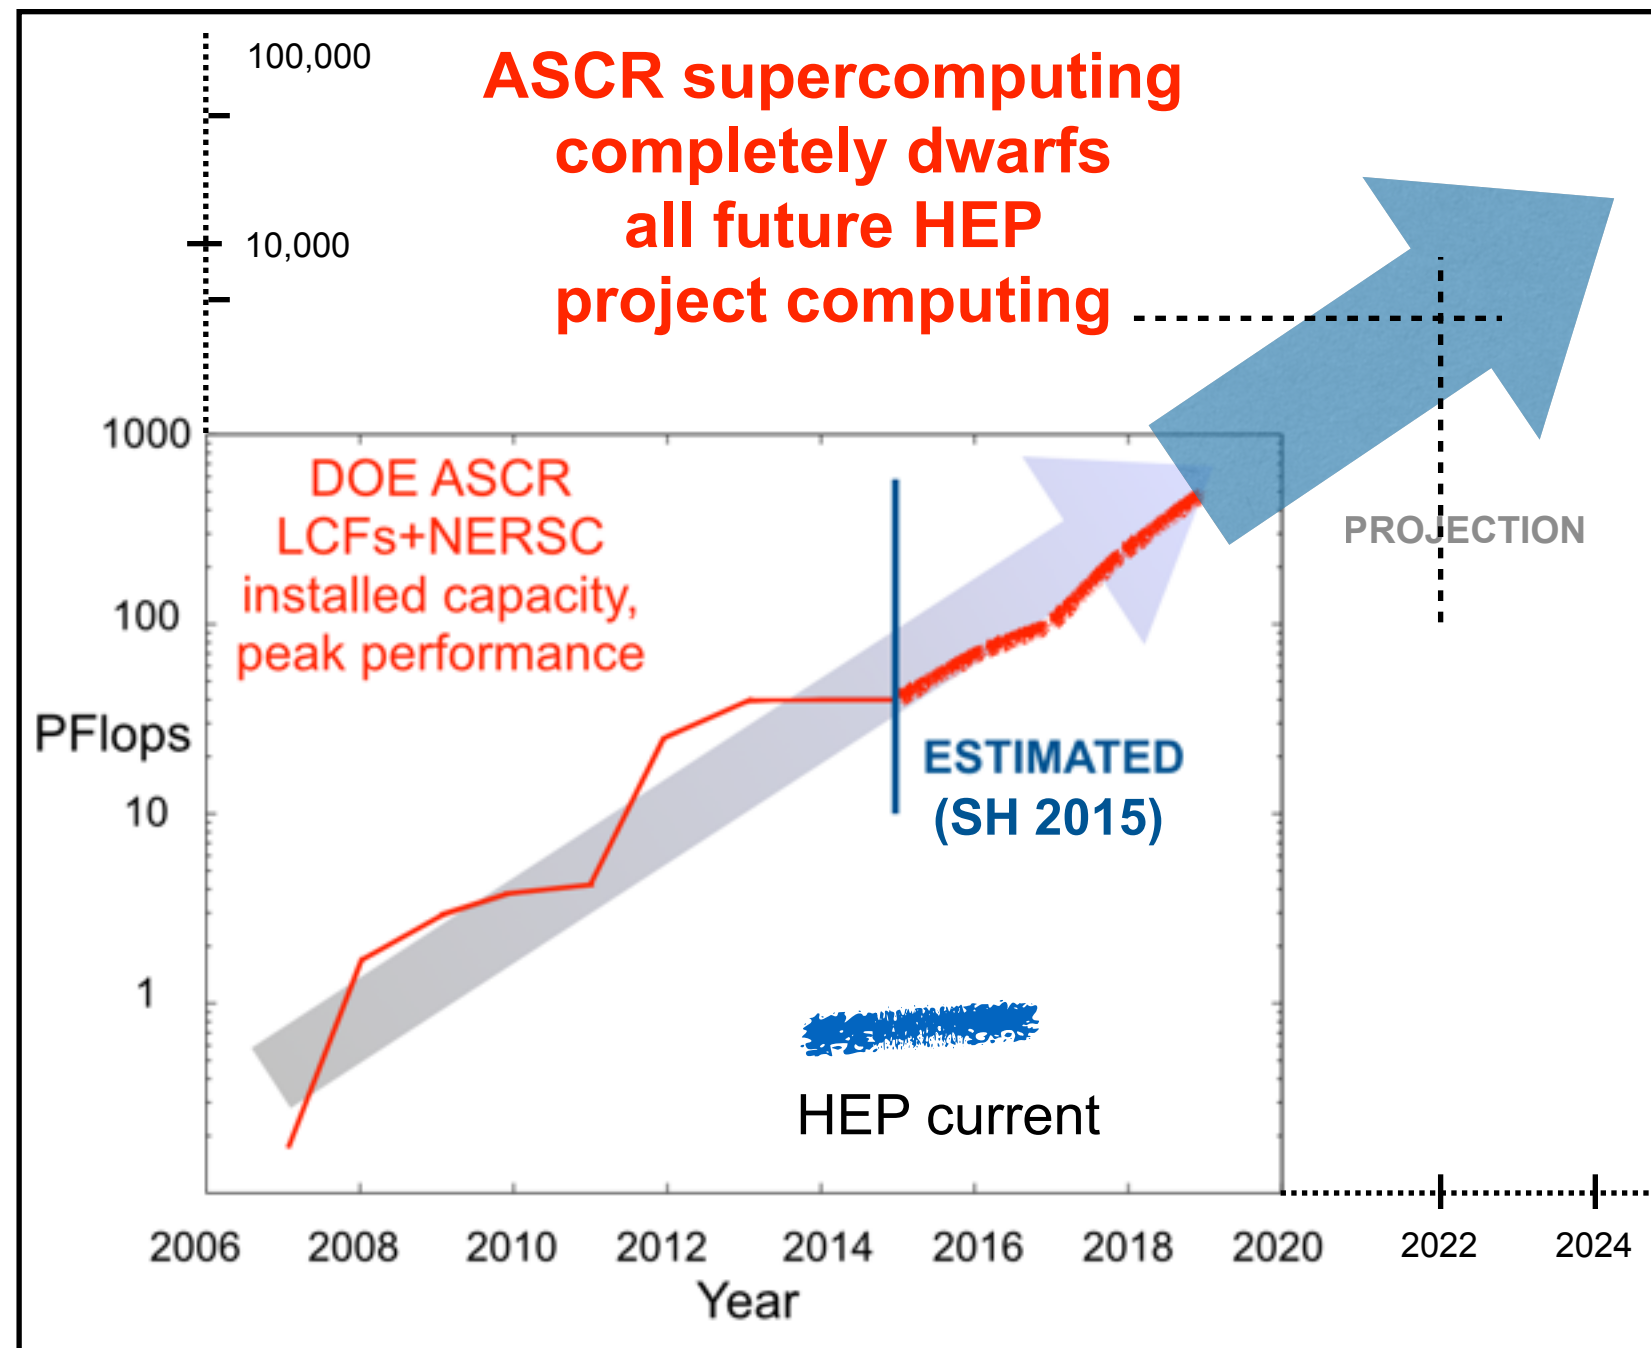 100,000
ASCR supercomputing
completely dwarfs
all future HEP
project computing
10,000
1000
DOE ASCR
LCFs+NERSC
installed capacity,
peak performance
PROJECTION
100
PFlops
ESTIMATED
(SH 2015)
10
1
HEP current
2006 2008 2010 2012 2014 2016 2018 2020 2022 2024
Year